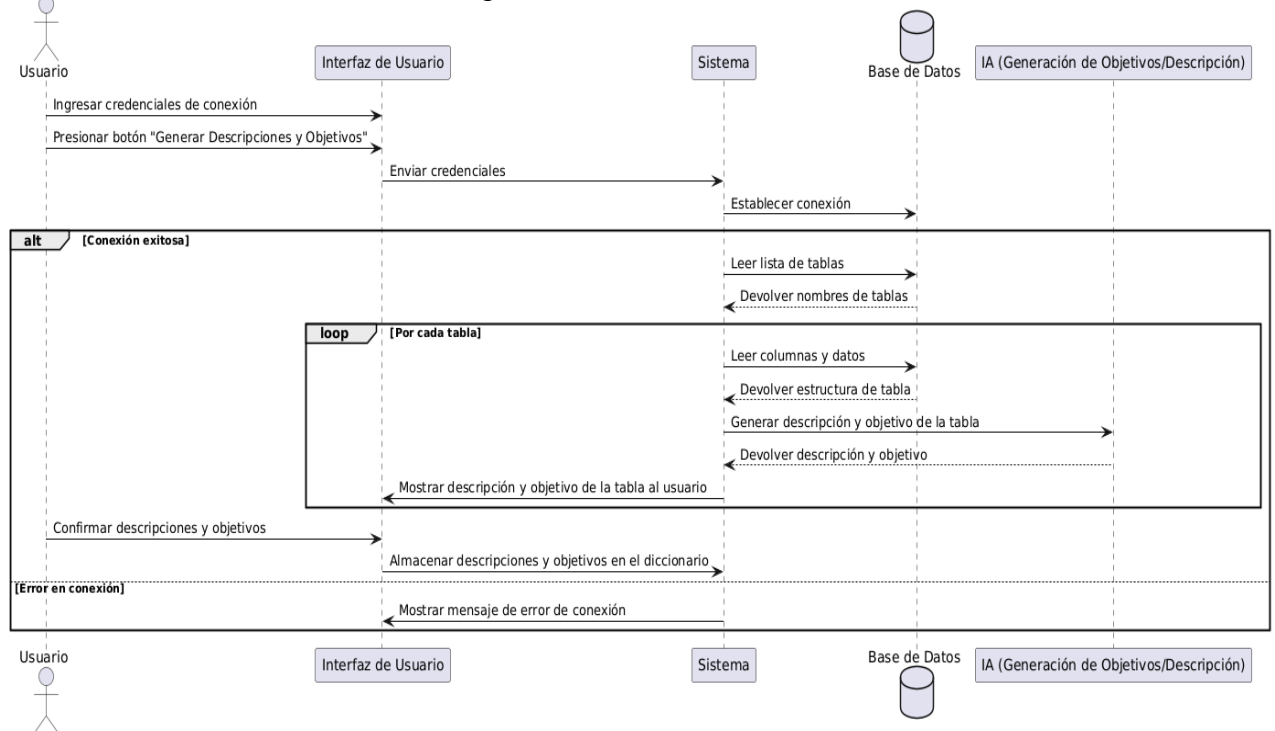 Usuario
Interfaz de Usuario
Sistema
Base de Datos
IA (Generación de Objetivos/Descripción)
Ingresar credenciales de conexión
Presionar botón "Generar Descripciones y Objetivos"
Enviar credenciales
Establecer conexión
alt [Conexión exitosa]
Leer lista de tablas
Devolver nombres de tablas
loop [Por cada tabla]
Leer columnas y datos
Devolver estructura de tabla
Generar descripción y objetivo de la tabla
Devolver descripción y objetivo
Mostrar descripción y objetivo de la tabla al usuario
Confirmar descripciones y objetivos
Almacenar descripciones y objetivos en el diccionario
[Error en conexión]
Mostrar mensaje de error de conexión
Usuario
Interfaz de Usuario
Sistema
Base de Datos
IA (Generación de Objetivos/Descripción)